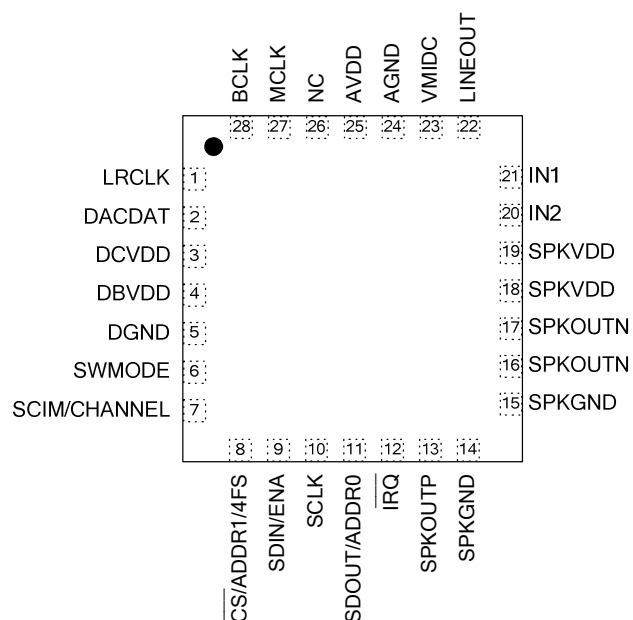 BCLK
MCLK
NC
AVDD
AGND
VMIDC
LINEOUT
28 27 26 25 24 23 22
LRCLK 1
DACDAT 2
DCVDD 3
DBVDD 4
DGND 5
SWMODE 6
SCIM/CHANNEL 7
21 IN1
20 IN2
19 SPKVDD
18 SPKVDD
17 SPKOUTN
16 SPKOUTN
15 SPKGND
8 9 10 11 12 13 14
CS/ADDR1/4FS
SDIN/ENA
SCLK
SDOUT/ADDR0
IRQ
SPKOUTP
SPKGND